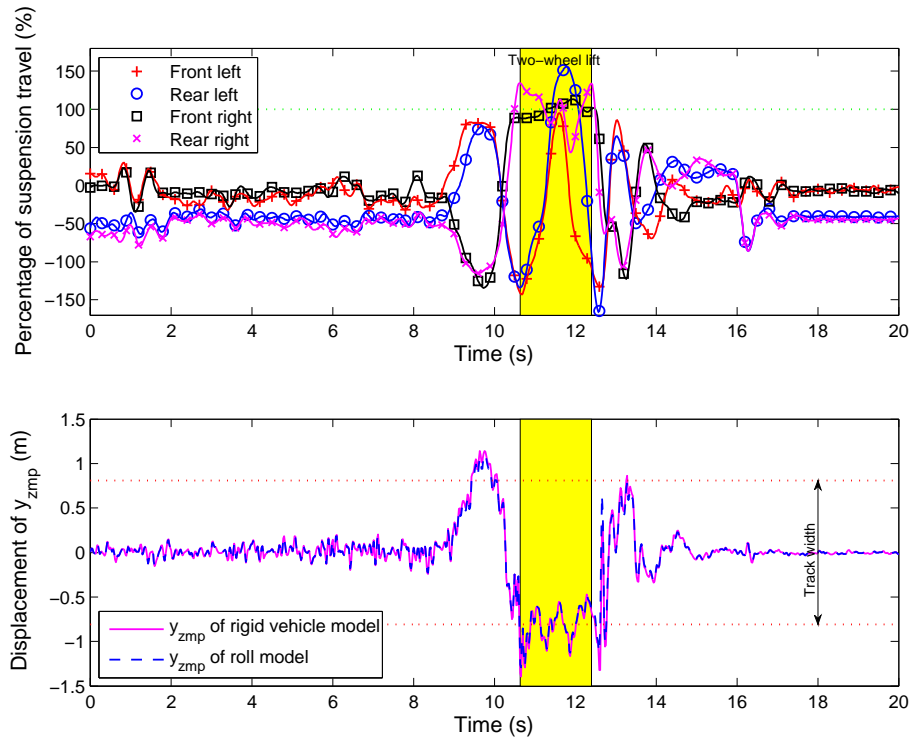 Percentage of suspension travel (%)
150
100
50
0
-50
-100
-150
Front left
Rear left
Front right
Rear right
Two-wheel lift
0 2 4 6 8 10 12 14 16 18 20
Time (s)
Displacement of y_zmp (m)
1.5
1
0.5
0
-0.5
-1
-1.5
y_zmp of rigid vehicle model
y_zmp of roll model
Track width
0 2 4 6 8 10 12 14 16 18 20
Time (s)